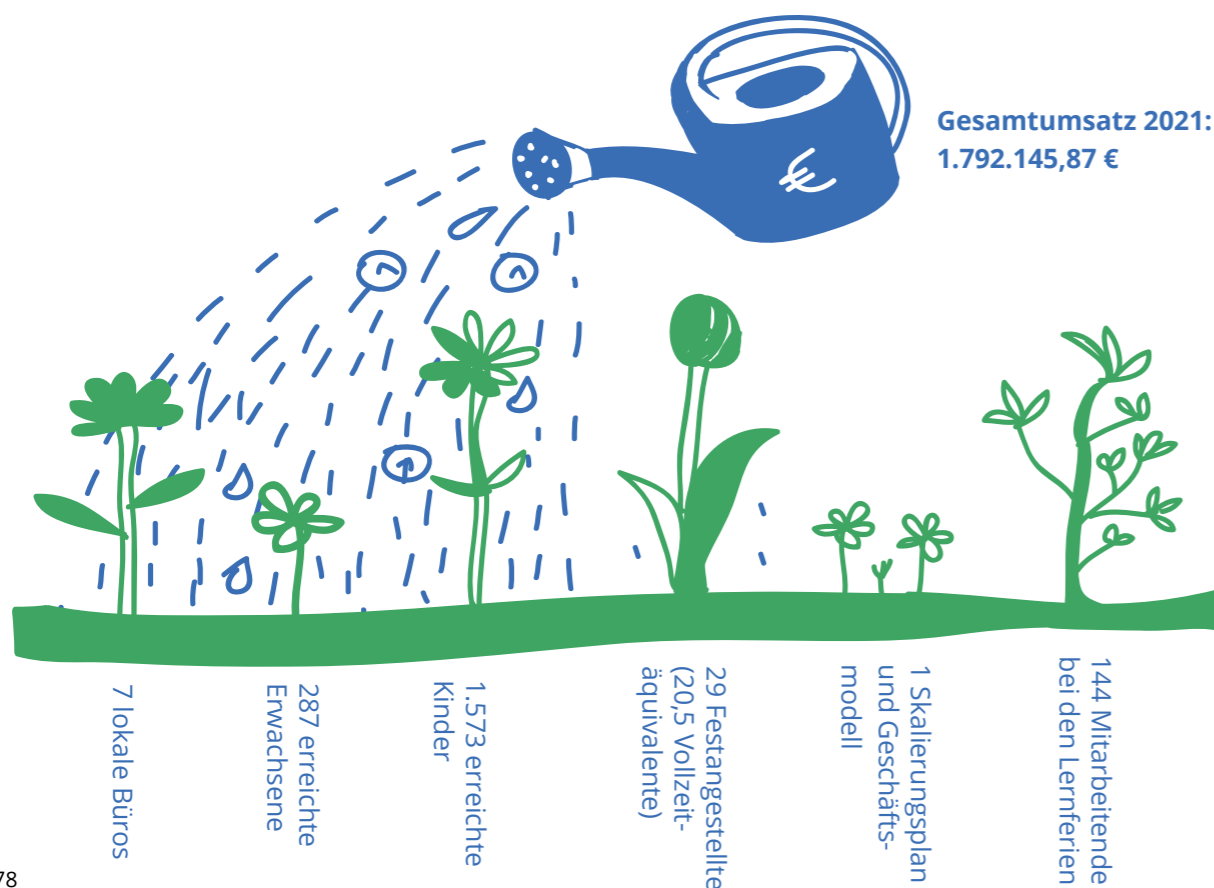 Gesamtumsatz 2021:
1.792.145,87 €
€
7 lokale Büros
287 erreichte
Erwachsene
1.573 erreichte
Kinder
29 Festangestellte
(20,5 Vollzeit-
äquivalente)
1 Skalierungsplan
und Geschäfts-
modell
144 Mitarbeitende
bei den Lernferien
78